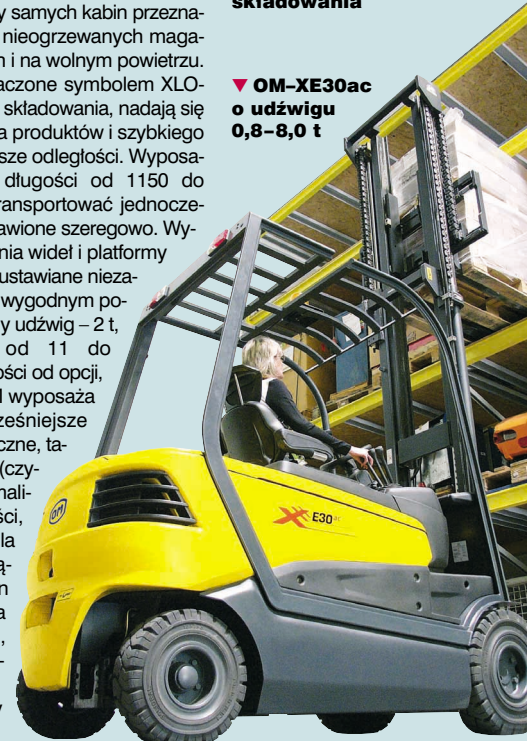 y samych kabin przezna-
nieogrzewanych maga-
h i na wolnym powietrzu.
aczone symbolem XLO-
składowania, nadają się
a produktów i szybkiego
sze odległości. Wyposa-
długości od 1150 do
ransportować jednocze-
awione szeregowo. Wy-
nia wideł i platformy
ustawiane nieza-
wygodnym po-
y udźwig – 2 t,
od 11 do
ości od opcji,
l wyposaża
ześniejsze
czne, ta-
(czy-
nali-
ści,
la
ą-
n
a
,
-
y
składowania
▼ OM–XE30ac
o udźwigu
0,8–8,0 t
OM
XE30ac